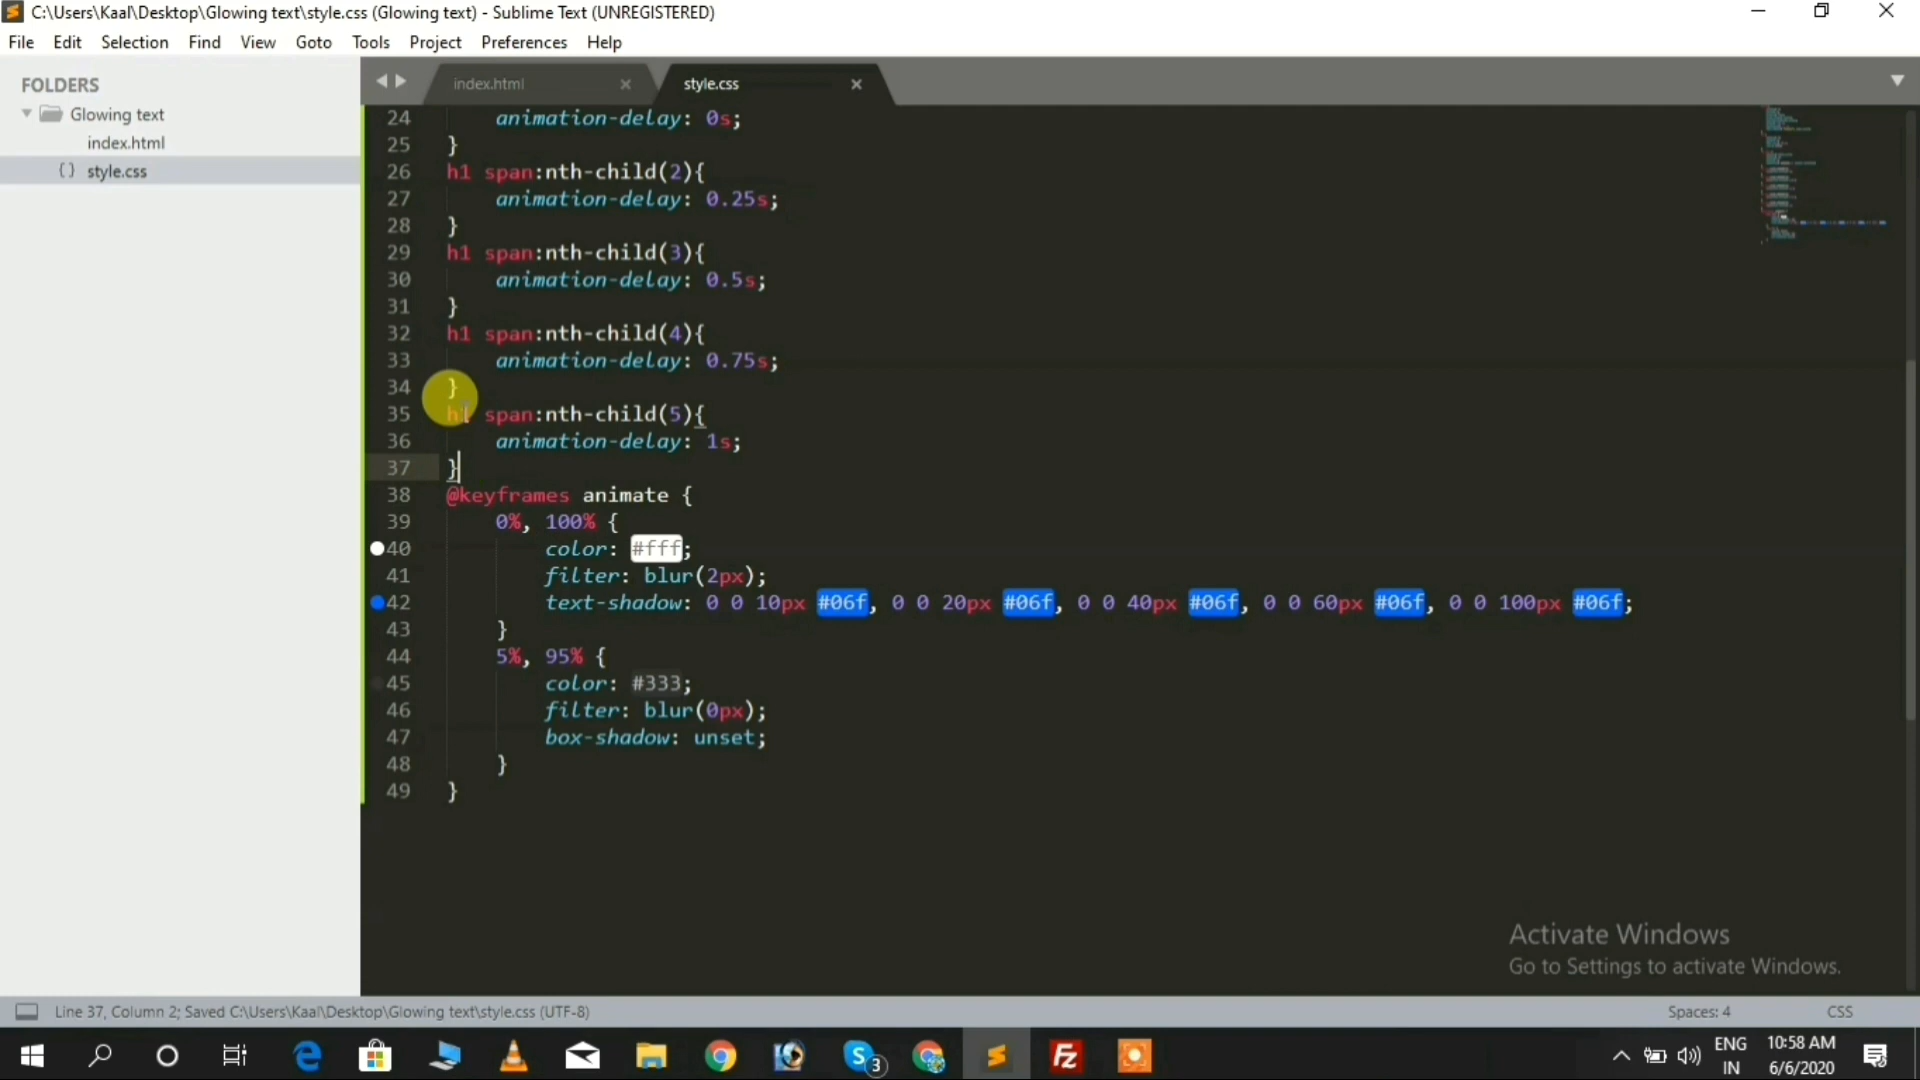 C:\Users\Kaal\Desktop\Glowing text\style.css (Glowing text) - Sublime Text (UNREGISTERED)
File Edit Selection Find View Goto Tools Project Preferences Help
FOLDERS
Glowing text
index.html
{} style.css
index.html × style.css ×
24 animation-delay: 0s;
25 }
26 h1 span:nth-child(2){
27 animation-delay: 0.25s;
28 }
29 h1 span:nth-child(3){
30 animation-delay: 0.5s;
31 }
32 h1 span:nth-child(4){
33 animation-delay: 0.75s;
34 }
35 h1 span:nth-child(5){
36 animation-delay: 1s;
37 }
38 @keyframes animate {
39 0%, 100% {
40 color: #fff;
41 filter: blur(2px);
42 text-shadow: 0 0 10px #06f, 0 0 20px #06f, 0 0 40px #06f, 0 0 60px #06f, 0 0 100px #06f;
43 }
44 5%, 95% {
45 color: #333;
46 filter: blur(0px);
47 box-shadow: unset;
48 }
49 }
Activate Windows
Go to Settings to activate Windows.
Line 37, Column 2; Saved C:\Users\Kaal\Desktop\Glowing text\style.css (UTF-8) Spaces: 4 CSS
S 3 Fz ENG 10:58 AM
IN 6/6/2020